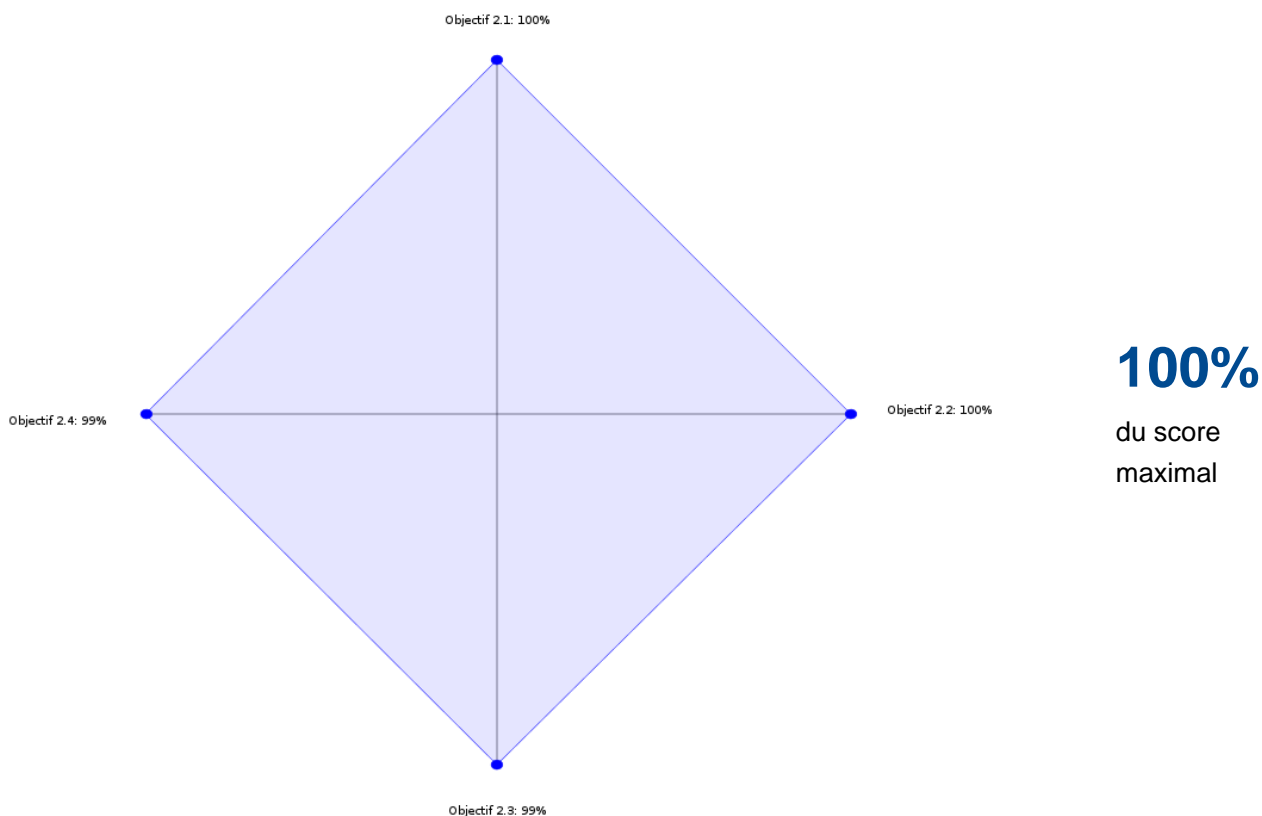 Objectif 2.1: 100%
100%
du score
maximal
Objectif 2.2: 100%
Objectif 2.4: 99%
Objectif 2.3: 99%